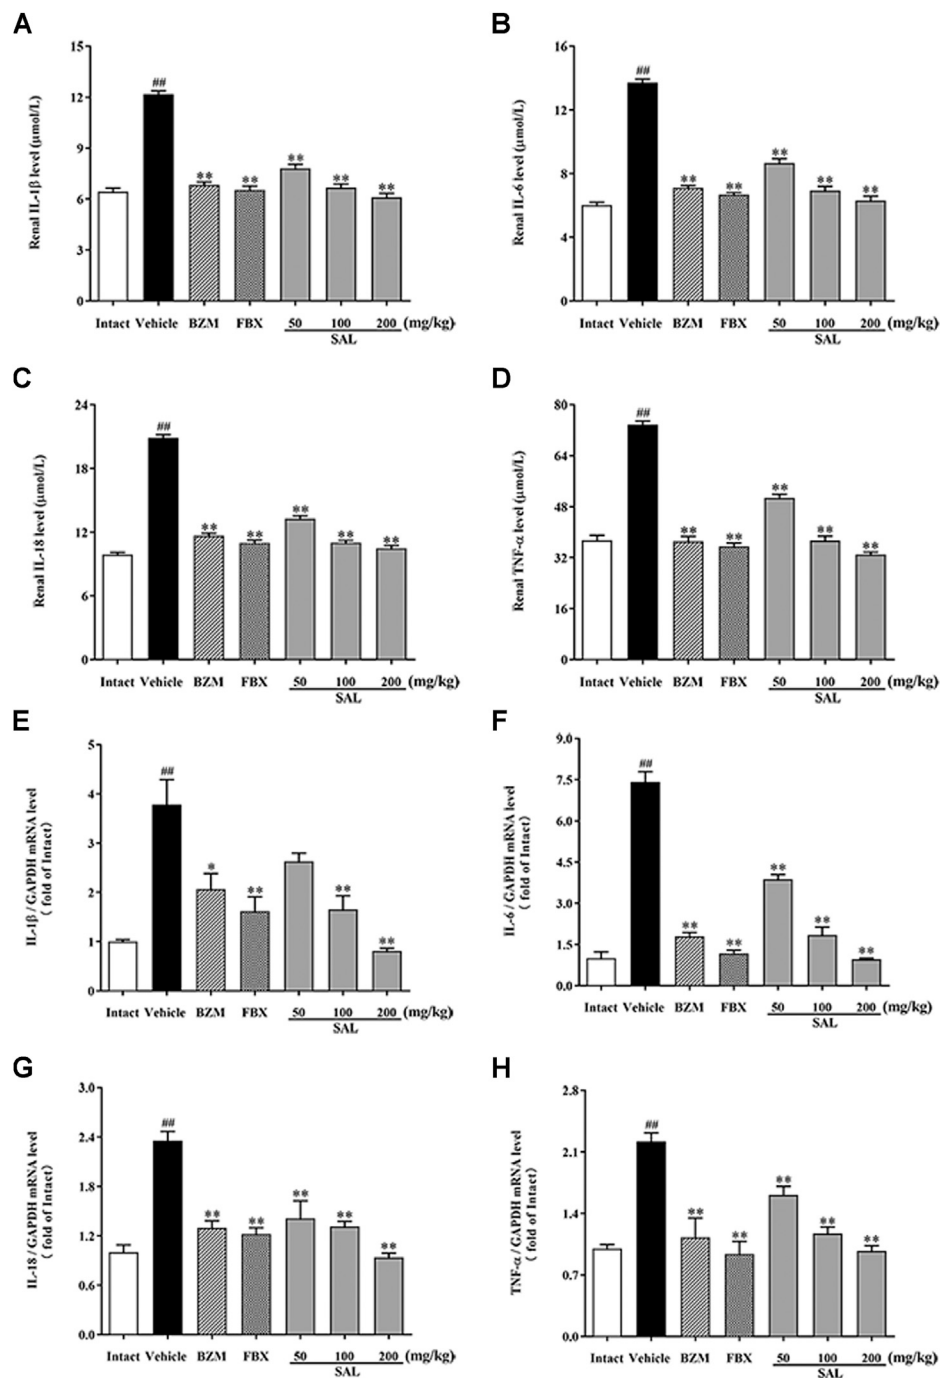 A
Renal IL-1β level (μmol/L)
15
12
9
6
3
0
##
**
**
**
**
**
Intact Vehicle BZM FBX 50 100 200 (mg/kg)
SAL
B
Renal IL-6 level (μmol/L)
16
12
8
4
0
##
**
**
**
**
**
Intact Vehicle BZM FBX 50 100 200 (mg/kg)
SAL
C
Renal IL-18 level (μmol/L)
24
18
12
6
0
##
**
**
**
**
**
Intact Vehicle BZM FBX 50 100 200 (mg/kg)
SAL
D
Renal TNF-α level (μmol/L)
80
64
48
32
16
0
##
**
**
**
**
**
Intact Vehicle BZM FBX 50 100 200 (mg/kg)
SAL
E
IL-1β / GAPDH mRNA level
( fold of Intact)
5
4
3
2
1
0
##
*
**
**
**
Intact Vehicle BZM FBX 50 100 200 (mg/kg)
SAL
F
IL-6 / GAPDH mRNA level
( fold of Intact)
9.0
7.5
6.0
4.5
3.0
1.5
0.0
##
**
**
**
**
**
Intact Vehicle BZM FBX 50 100 200 (mg/kg)
SAL
G
IL-18 / GAPDH mRNA level
( fold of Intact)
3.0
2.4
1.8
1.2
0.6
0.0
##
**
**
**
**
**
Intact Vehicle BZM FBX 50 100 200 (mg/kg)
SAL
H
TNF-α / GAPDH mRNA level
( fold of Intact)
2.8
2.1
1.4
0.7
0.0
##
**
**
**
**
**
Intact Vehicle BZM FBX 50 100 200 (mg/kg)
SAL